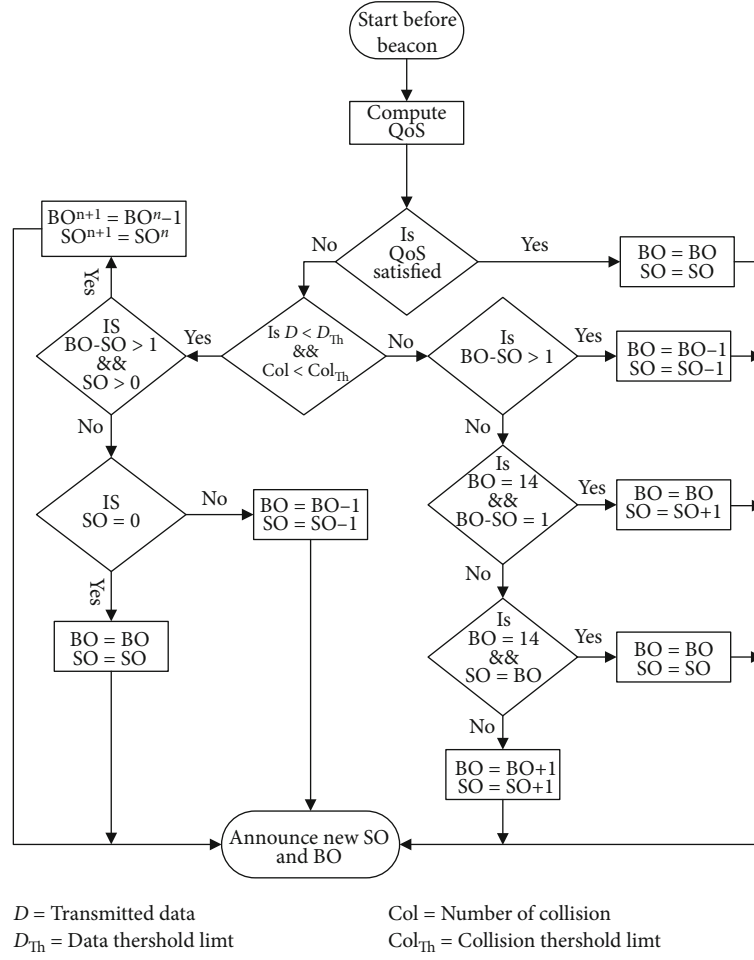 Start before
beacon
Compute
QoS
BOⁿ⁺¹ = BOⁿ–1
SOⁿ⁺¹ = SOⁿ
No
Is
QoS
satisfied
Yes
BO = BO
SO = SO
Yes
IS
BO-SO > 1
&&
SO > 0
Yes
Is D < D_Th
&&
Col < Col_Th
No
Is
BO-SO > 1
Yes
BO = BO–1
SO = SO–1
No
No
IS
SO = 0
No
BO = BO–1
SO = SO–1
Is
BO = 14
&&
BO-SO = 1
Yes
BO = BO
SO = SO+1
Yes
No
BO = BO
SO = SO
Is
BO = 14
&&
SO = BO
Yes
BO = BO
SO = SO
No
BO = BO+1
SO = SO+1
Announce new SO
and BO
D = Transmitted data
Col = Number of collision
D_Th = Data thershold limt
Col_Th = Collision thershold limt